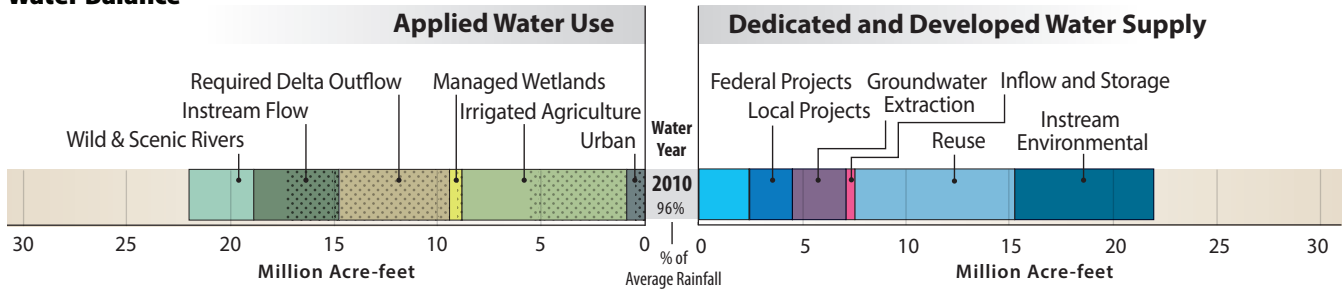 Water Balance
Applied Water Use
Dedicated and Developed Water Supply
Required Delta Outflow
Managed Wetlands
Instream Flow
Irrigated Agriculture
Wild & Scenic Rivers
Urban
Water
Year
2010
96%
Federal Projects
Groundwater
Extraction
Inflow and Storage
Local Projects
Reuse
Instream
Environmental
30 25 20 15 10 5 0
Million Acre-feet
% of
Average Rainfall
0 5 10 15 20 25 30
Million Acre-feet